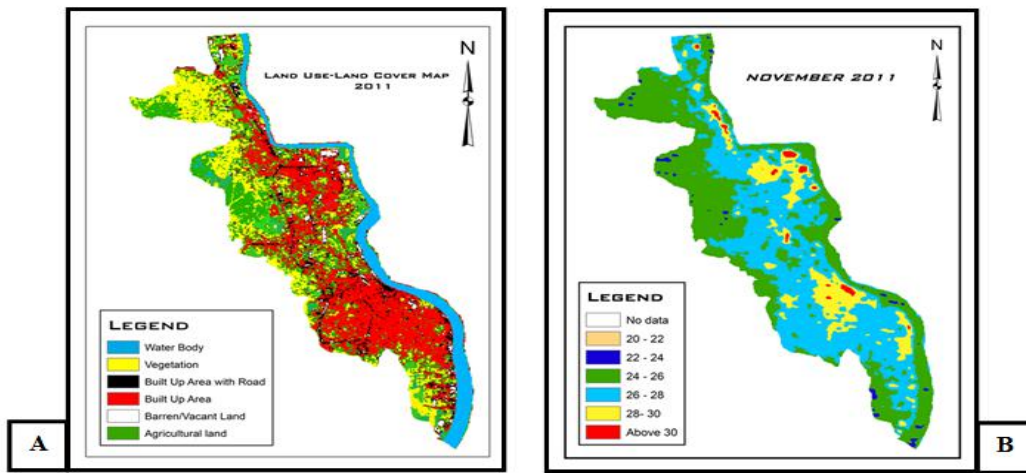 LAND USE-LAND COVER MAP
2011
N
LEGEND
Water Body
Vegetation
Built Up Area with Road
Built Up Area
Barren/Vacant Land
Agricultural land
A
NOVEMBER 2011
N
LEGEND
No data
20 - 22
22 - 24
24 - 26
26 - 28
28- 30
Above 30
B